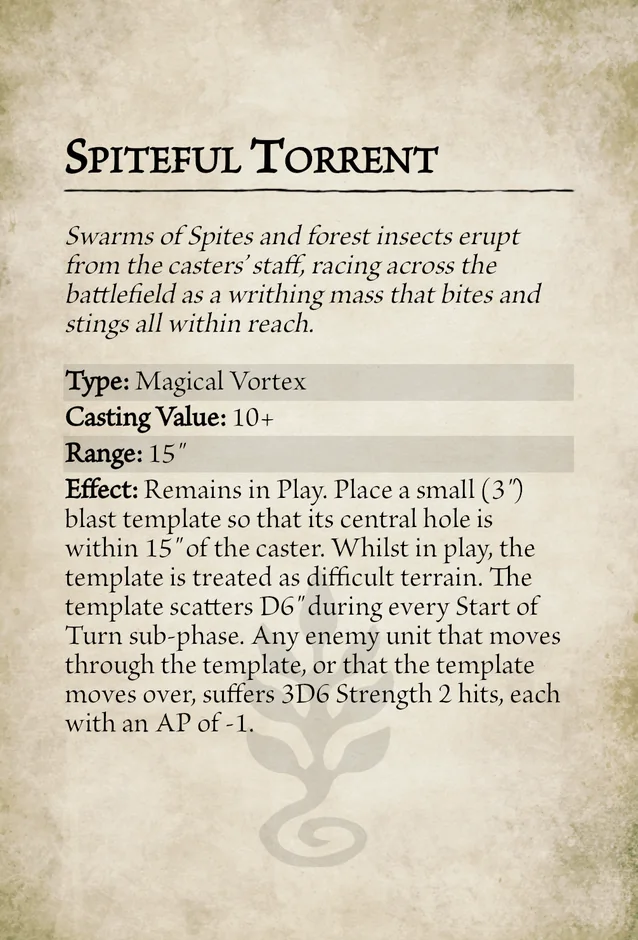 Spiteful Torrent
Swarms of Spites and forest insects erupt
from the casters' staff, racing across the
battlefield as a writhing mass that bites and
stings all within reach.
Type: Magical Vortex
Casting Value: 10+
Range: 15"
Effect: Remains in Play. Place a small (3")
blast template so that its central hole is
within 15" of the caster. Whilst in play, the
template is treated as difficult terrain. The
template scatters D6" during every Start of
Turn sub-phase. Any enemy unit that moves
through the template, or that the template
moves over, suffers 3D6 Strength 2 hits, each
with an AP of -1.